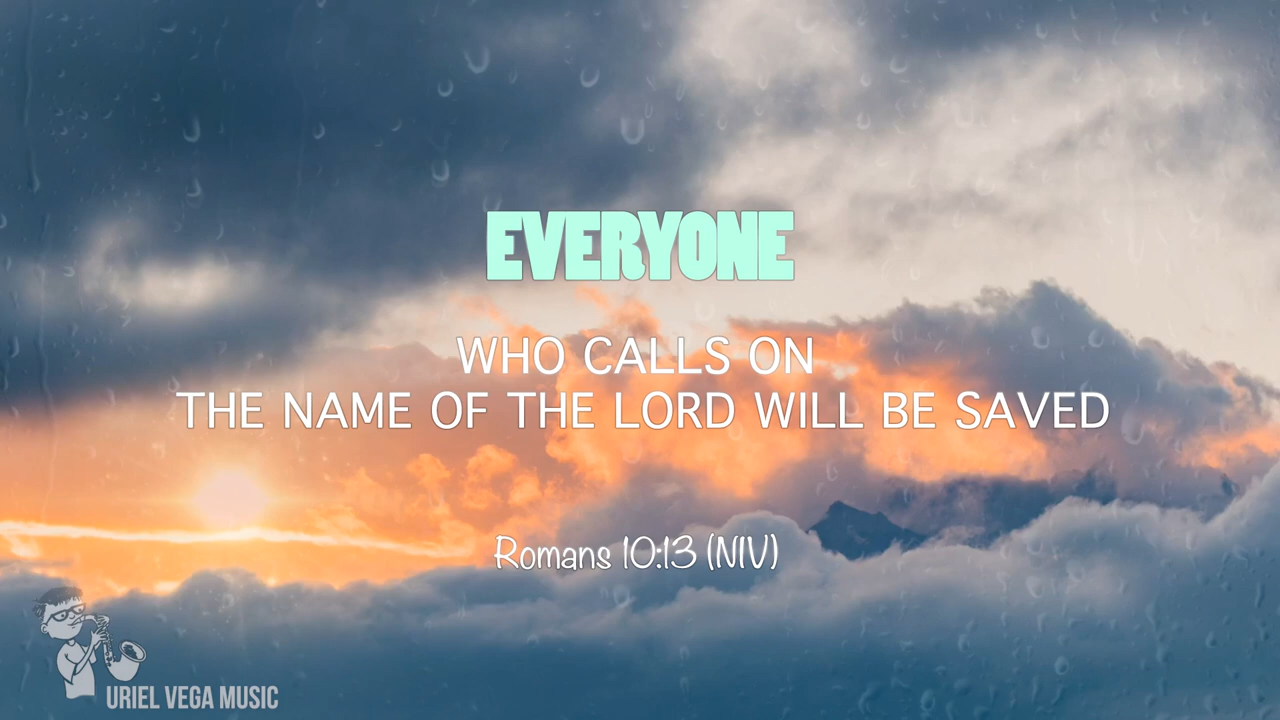 EVERYONE
WHO CALLS ON
THE NAME OF THE LORD WILL BE SAVED
Romans 10:13 (NIV)
URIEL VEGA MUSIC